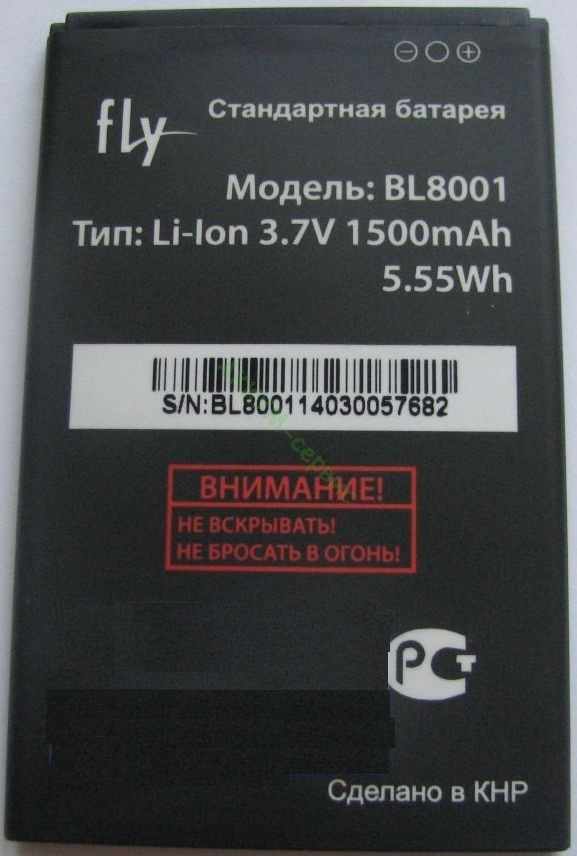 fly
Стандартная батарея
Модель: BL8001
Тип: Li-Ion 3.7V 1500mAh
5.55Wh
S/N:BL800114030057682
ВНИМАНИЕ!
НЕ ВСКРЫВАТЬ!
НЕ БРОСАТЬ В ОГОНЬ!
РСТ
Сделано в КНР